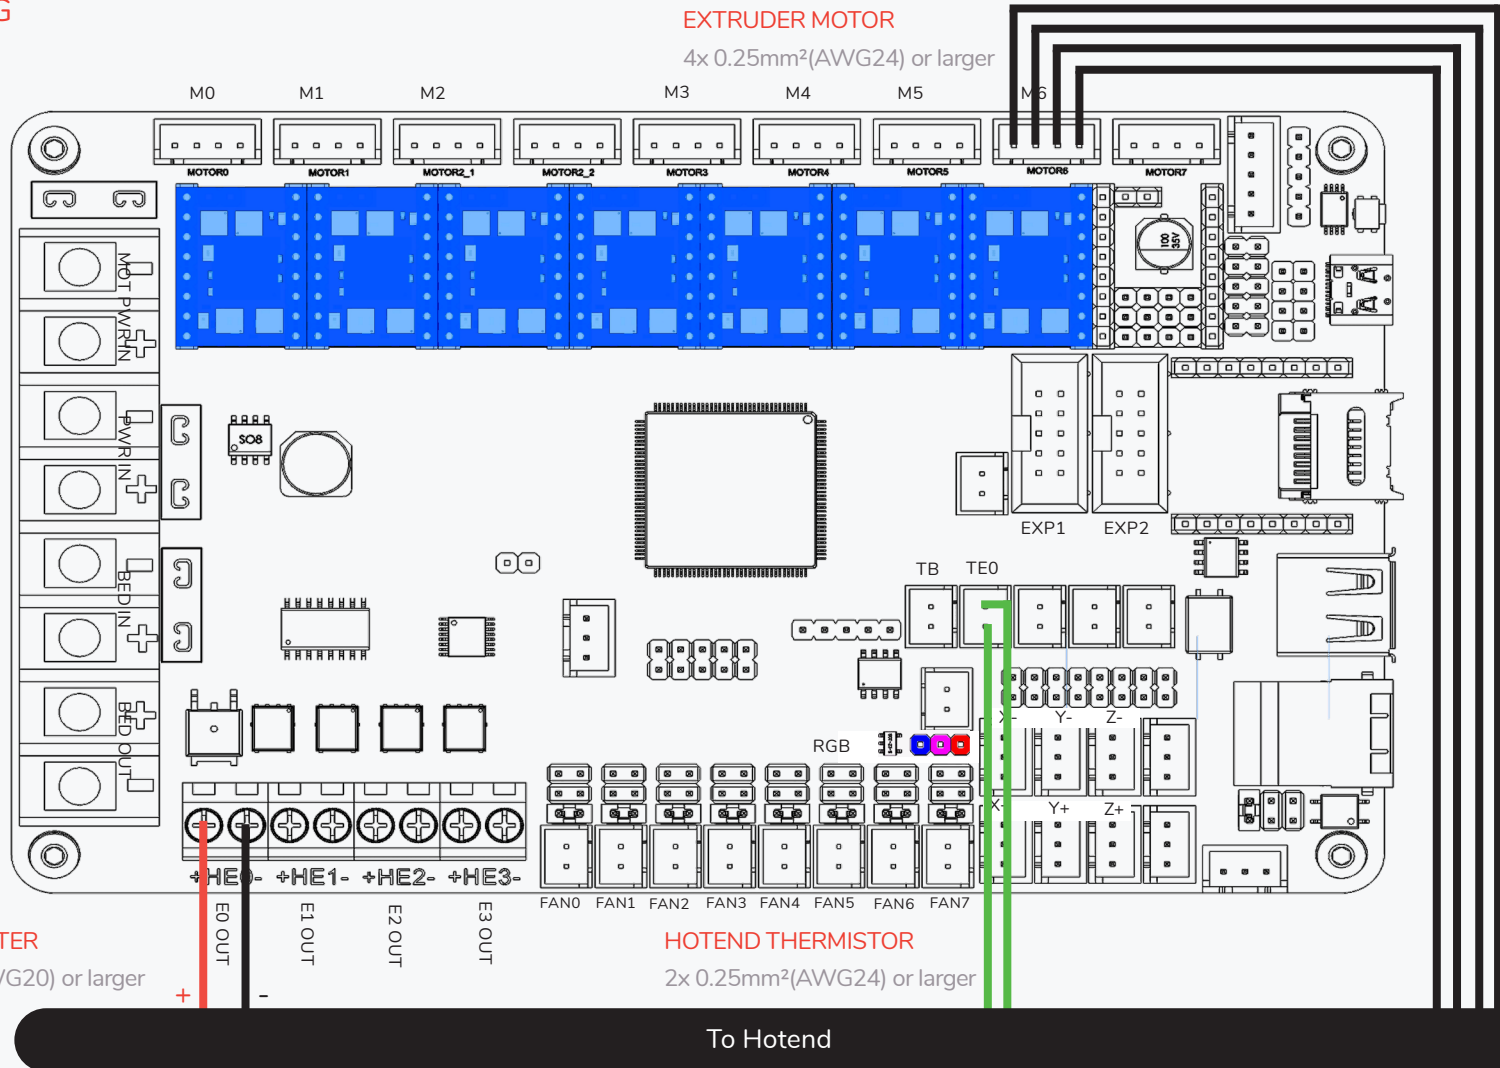 G
EXTRUDER MOTOR
4x 0.25mm²(AWG24) or larger
M0 M1 M2 M3 M4 M5 M6
MOTOR0 MOTOR1 MOTOR2_1 MOTOR2_2 MOTOR3 MOTOR4 MOTOR5 MOTOR6 MOTOR7
100
35V
MOT PWR IN
PWR IN
BED IN
BED OUT
SO8
EXP1 EXP2
TB TE0
X- Y- Z-
RGB
X+ Y+ Z+
+HE0- +HE1- +HE2- +HE3-
E0 OUT E1 OUT E2 OUT E3 OUT
FAN0 FAN1 FAN2 FAN3 FAN4 FAN5 FAN6 FAN7
TER
VG20) or larger
HOTEND THERMISTOR
2x 0.25mm²(AWG24) or larger
+ -
To Hotend